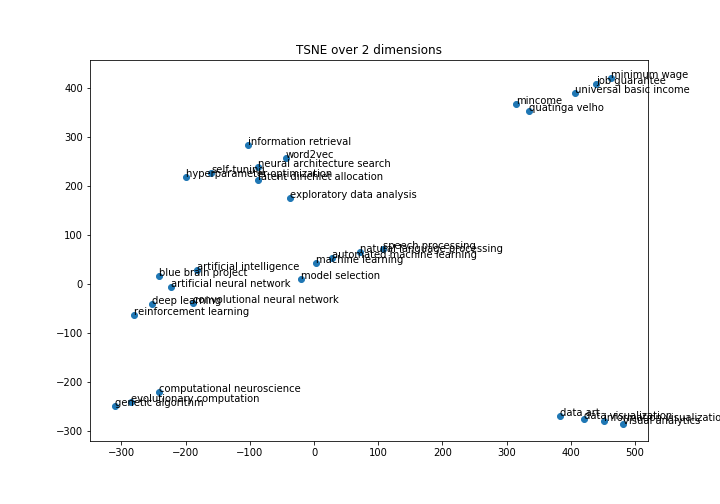 TSNE over 2 dimensions
400
300
200
100
0
−100
−200
−300
minimum wage
job guarantee
universal basic income
mincome
quatinga velho
information retrieval
word2vec
neural architecture search
self-tuning
hyperparameter optimization
latent dirichlet allocation
exploratory data analysis
speech processing
natural language processing
automated machine learning
machine learning
artificial intelligence
blue brain project
model selection
artificial neural network
deep learning
convolutional neural network
reinforcement learning
computational neuroscience
evolutionary computation
genetic algorithm
data art
data visualization
information visualization
visual analytics
−300
−200
−100
0
100
200
300
400
500